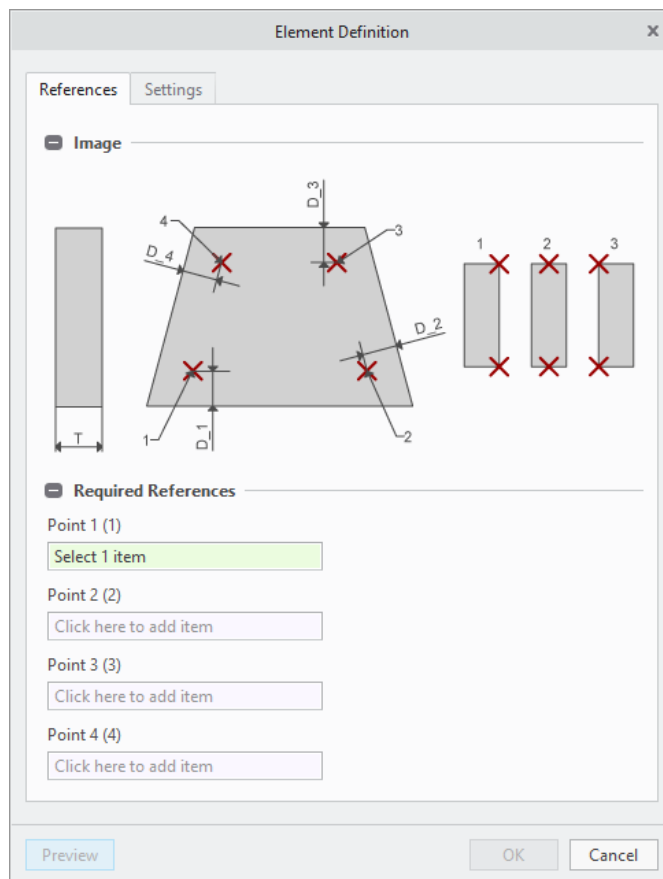 Element Definition
References Settings
Image
T
4
D_4
D_3
3
1
D_1
D_2
2
1 2 3
Required References
Point 1 (1)
Select 1 item
Point 2 (2)
Click here to add item
Point 3 (3)
Click here to add item
Point 4 (4)
Click here to add item
Preview OK Cancel